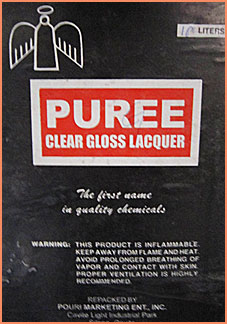 LITERS
PUREE
CLEAR GLOSS LACQUER
The first name
in quality chemicals
WARNING: THIS PRODUCT IS INFLAMMABLE.
KEEP AWAY FROM FLAME AND HEAT.
AVOID PROLONGED BREATHING OF
VAPOR AND CONTACT WITH SKIN.
PROPER VENTILATION IS HIGHLY
RECOMMENDED.
REPACKED BY
POURI MARKETING ENT., INC.
Cavite Light Industrial Park